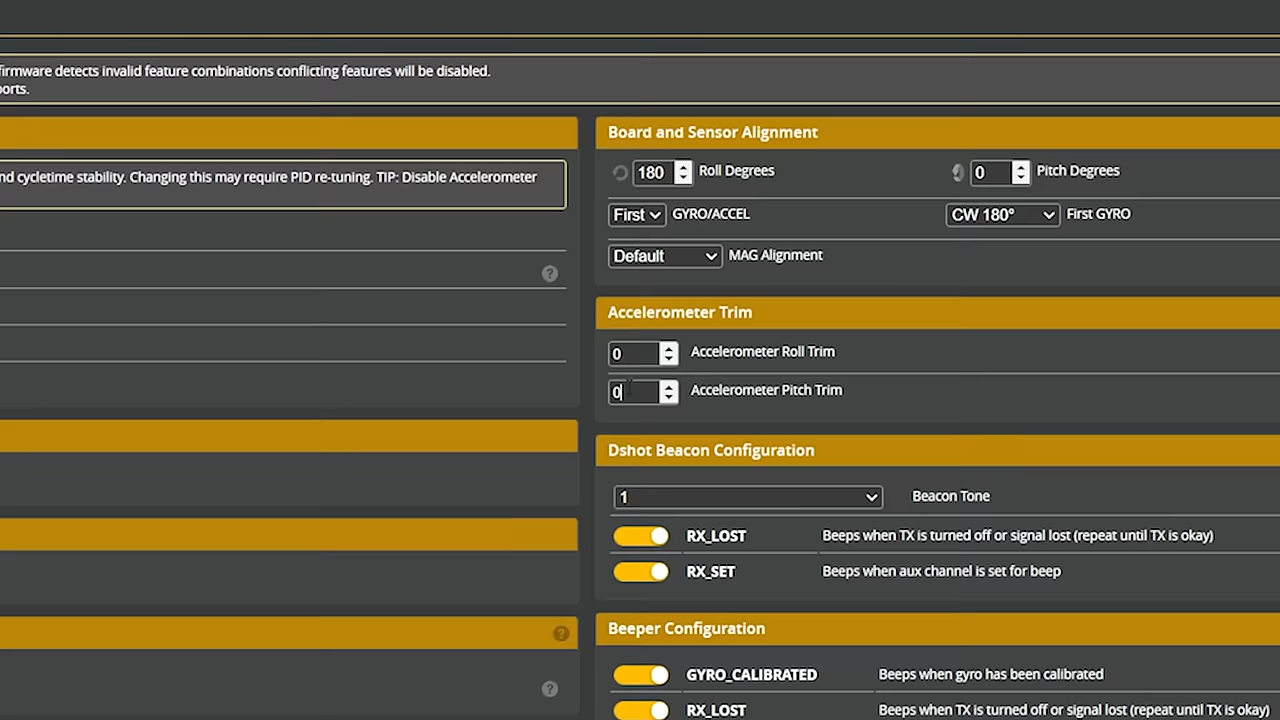 firmware detects invalid feature combinations conflicting features will be disabled.
ports.
nd cycletime stability. Changing this may require PID re-tuning. TIP: Disable Accelerometer
?
?
?
Board and Sensor Alignment
180 Roll Degrees
0 Pitch Degrees
First GYRO/ACCEL
CW 180° First GYRO
Default MAG Alignment
Accelerometer Trim
0 Accelerometer Roll Trim
0 Accelerometer Pitch Trim
Dshot Beacon Configuration
1 Beacon Tone
RX_LOST Beeps when TX is turned off or signal lost (repeat until TX is okay)
RX_SET Beeps when aux channel is set for beep
Beeper Configuration
GYRO_CALIBRATED Beeps when gyro has been calibrated
RX_LOST Beeps when TX is turned off or signal lost (repeat until TX is okay)